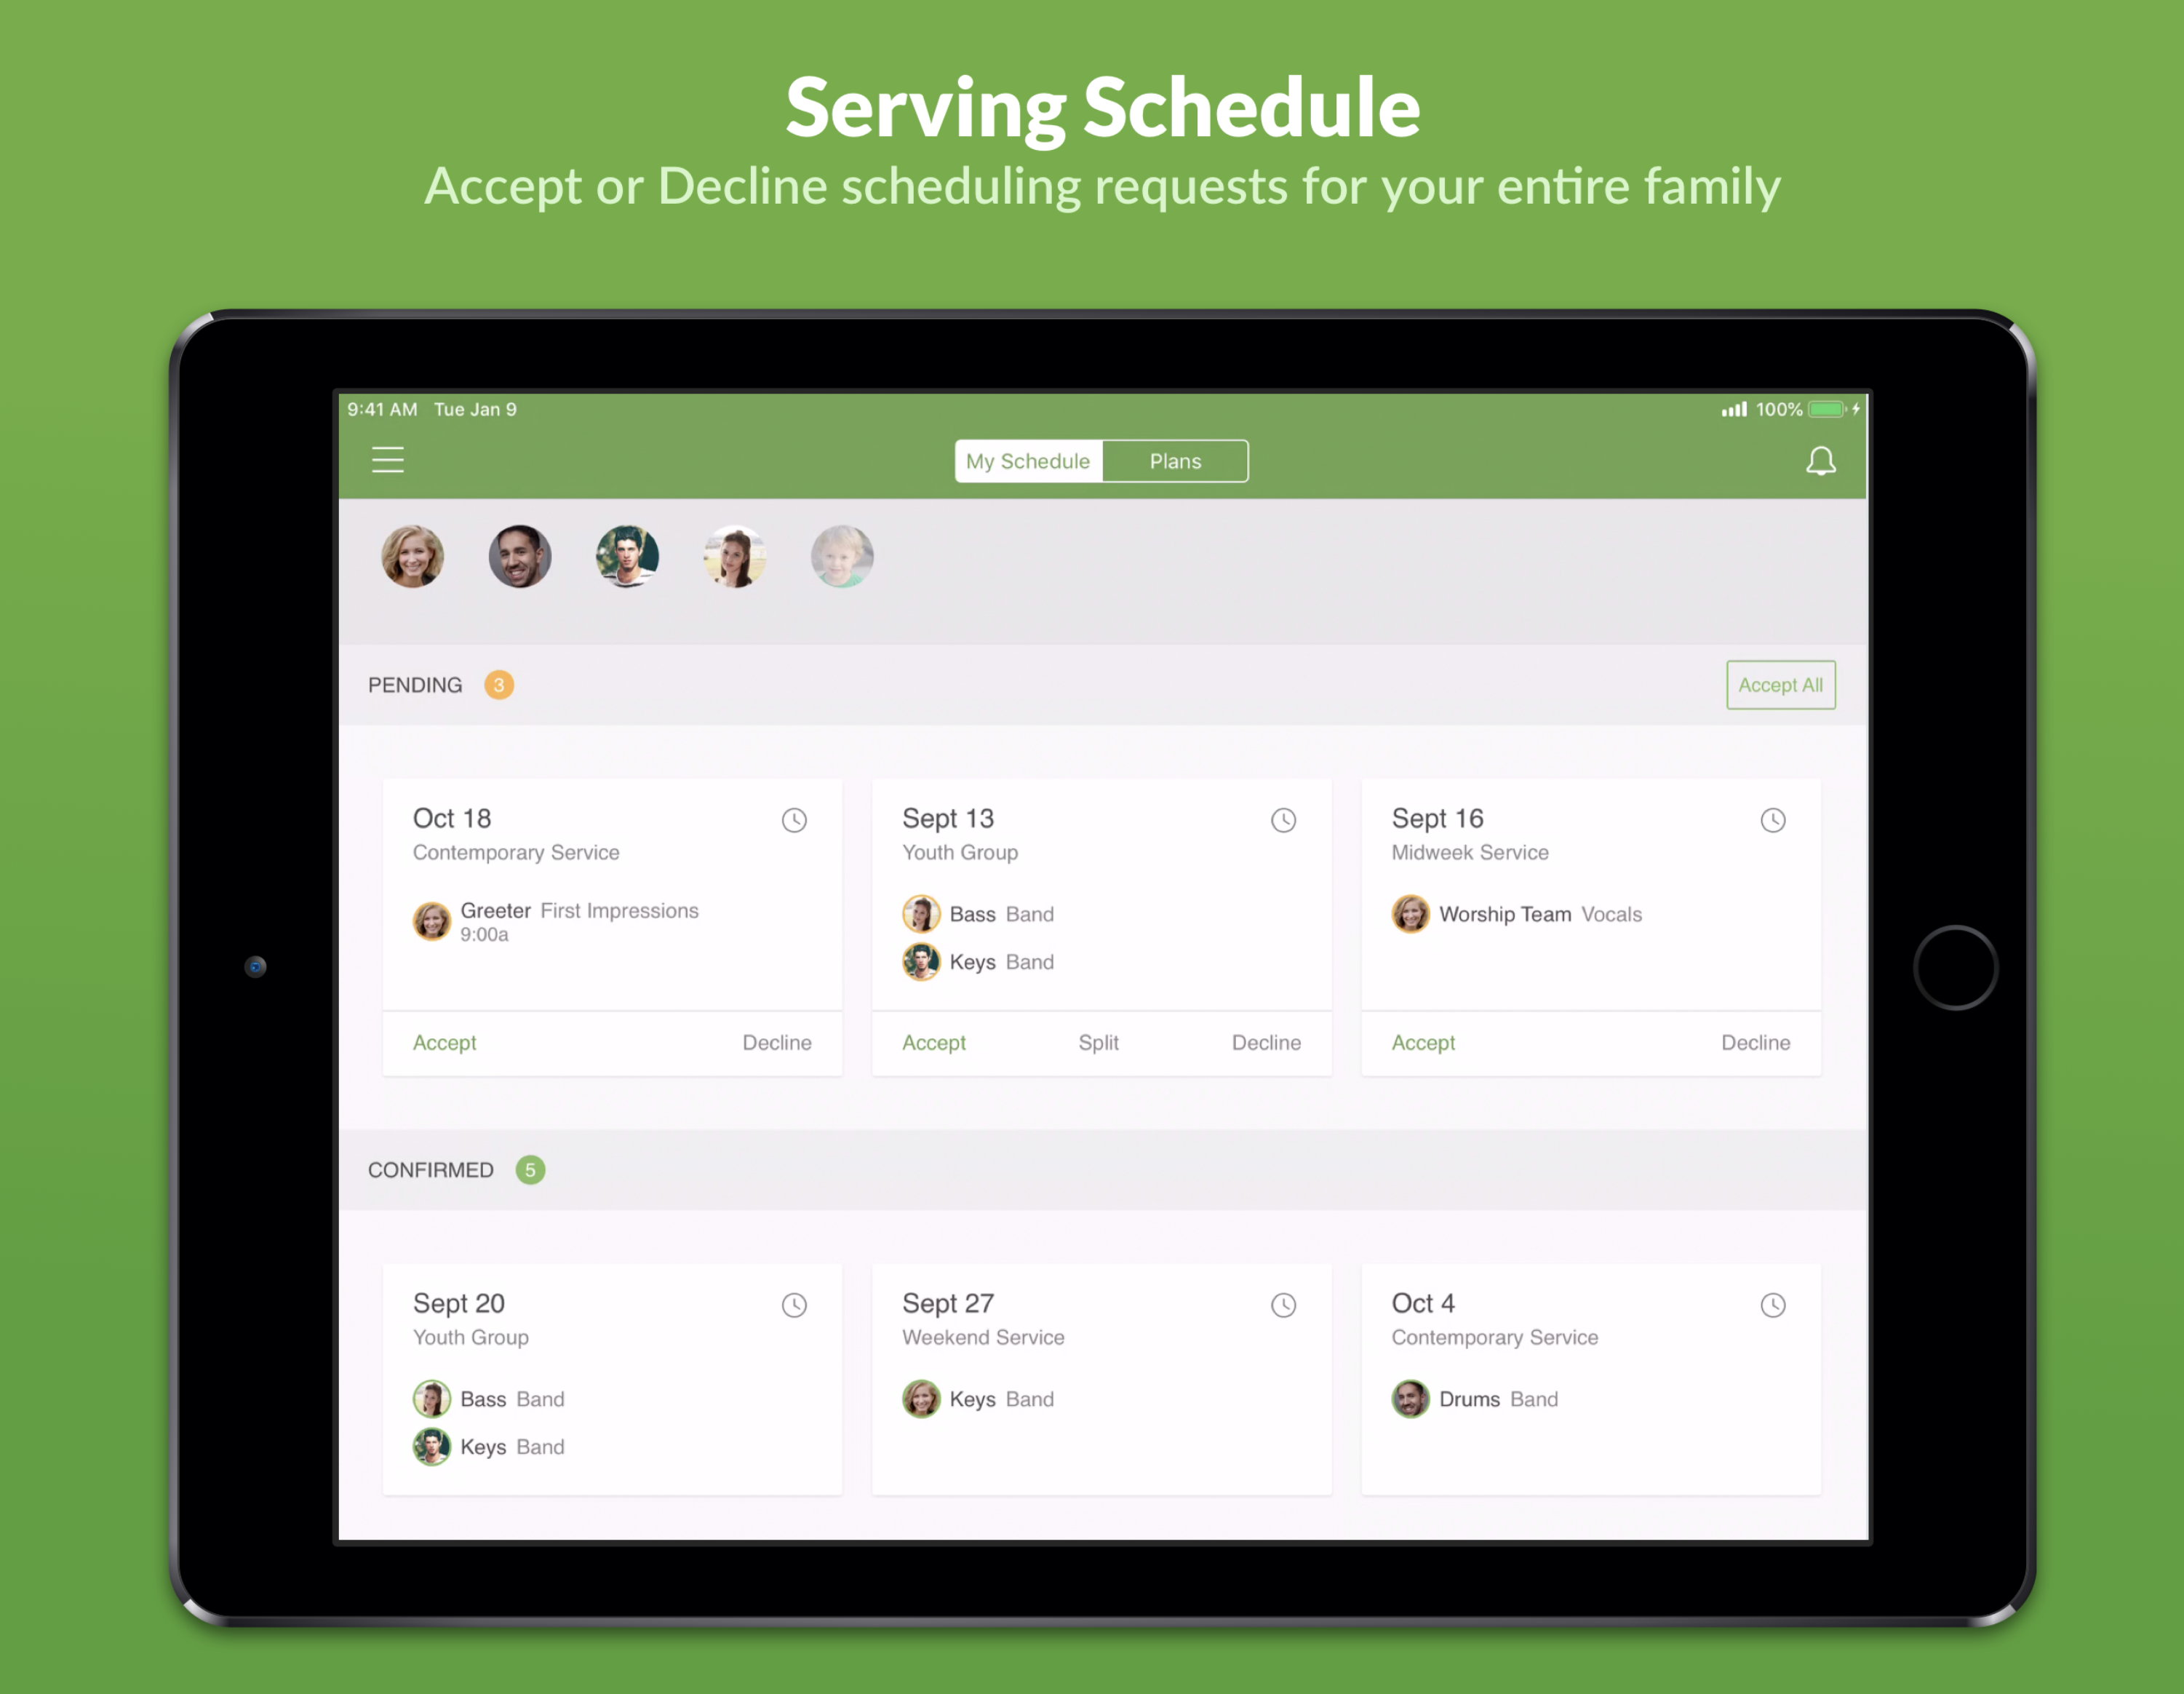 Serving Schedule
Accept or Decline scheduling requests for your entire family
9:41 AM Tue Jan 9 100%
My Schedule Plans
PENDING 3 Accept All
Oct 18
Contemporary Service
Greeter First Impressions
9:00a
Accept Decline
Sept 13
Youth Group
Bass Band
Keys Band
Accept Split Decline
Sept 16
Midweek Service
Worship Team Vocals
Accept Decline
CONFIRMED 5
Sept 20
Youth Group
Bass Band
Keys Band
Sept 27
Weekend Service
Keys Band
Oct 4
Contemporary Service
Drums Band